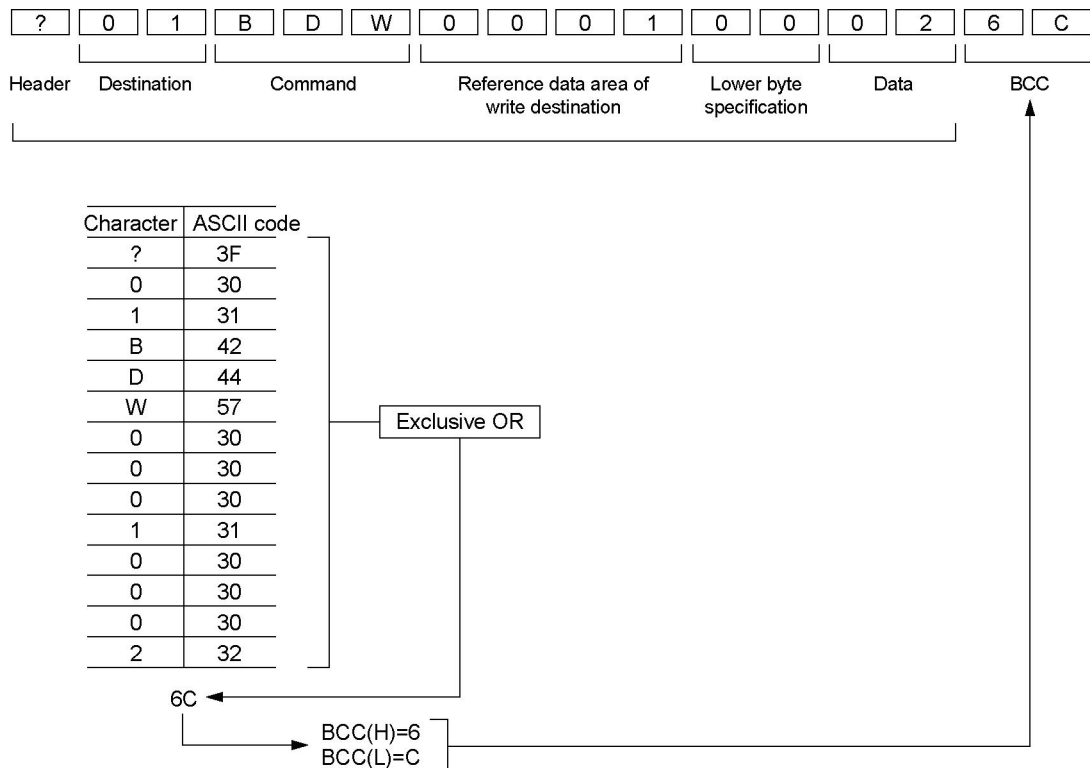 ? 0 1 B D W 0 0 0 1 0 0 0 2 6 C
Header Destination Command Reference data area of write destination Lower byte specification Data BCC
Character ASCII code
? 3F
0 30
1 31
B 42
D 44
W 57
0 30
0 30
0 30
1 31
0 30
0 30
0 30
2 32
Exclusive OR
6C
BCC(H)=6
BCC(L)=C